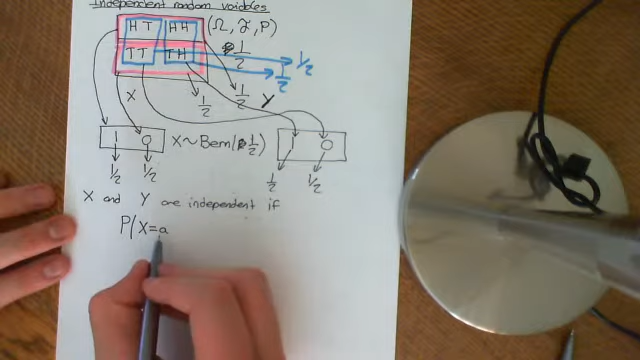 Independent random variables
HT HH (Ω, F, P)
TT TH 1/2 1/2
1/2
X 1/2 1/2 Y
1 0 X~Bern(1/2) 1 0
1/2 1/2 1/2 1/2
X and Y are independent if
P(X=a